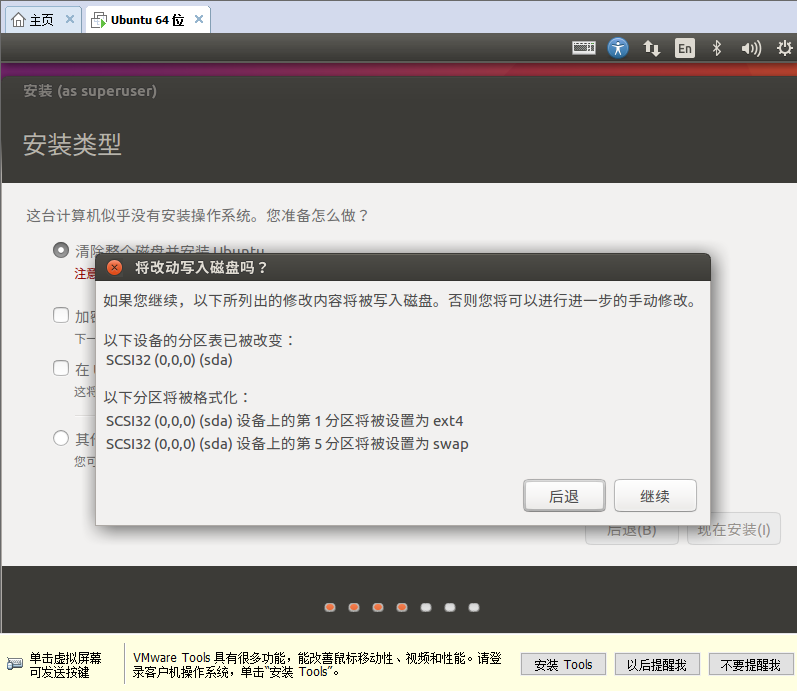 主页
Ubuntu 64 位
En
安装 (as superuser)
安装类型
这台计算机似乎没有安装操作系统。您准备怎么做？
清除整个磁盘并安装 Ubuntu
注意
将改动写入磁盘吗？
如果您继续，以下所列出的修改内容将被写入磁盘。否则您将可以进行进一步的手动修改。
加密
下一
以下设备的分区表已被改变：
SCSI32 (0,0,0) (sda)
在
这将
以下分区将被格式化：
SCSI32 (0,0,0) (sda) 设备上的第 1 分区将被设置为 ext4
其他
您可
SCSI32 (0,0,0) (sda) 设备上的第 5 分区将被设置为 swap
后退
继续
后退(B)
现在安装(I)
单击虚拟屏幕
可发送按键
VMware Tools 具有很多功能，能改善鼠标移动性、视频和性能。请登
录客户机操作系统，单击“安装 Tools”。
安装 Tools
以后提醒我
不要提醒我